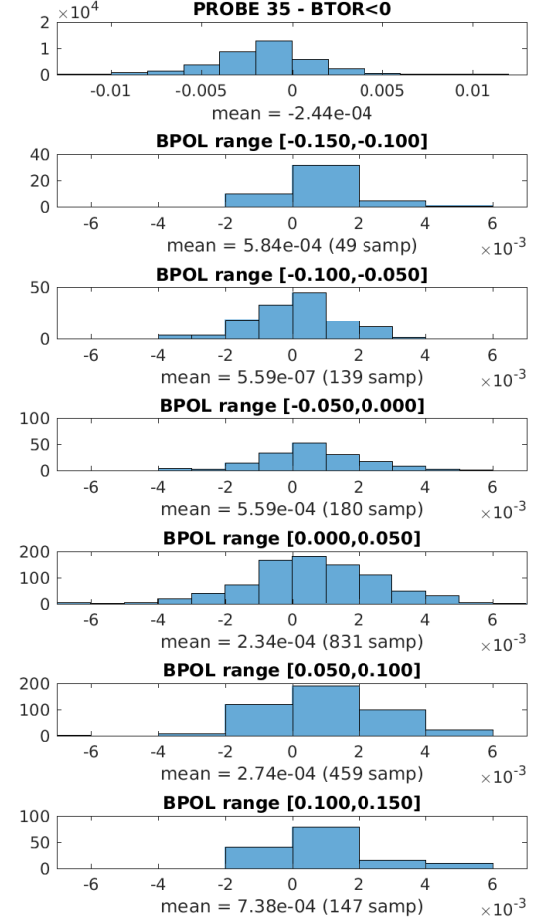 PROBE 35 - BTOR<0
×10⁴
2
1
0
-0.01 -0.005 0 0.005 0.01
mean = -2.44e-04
BPOL range [-0.150,-0.100]
40
20
0
-6 -4 -2 0 2 4 6
mean = 5.84e-04 (49 samp) ×10⁻³
BPOL range [-0.100,-0.050]
50
0
-6 -4 -2 0 2 4 6
mean = 5.59e-07 (139 samp) ×10⁻³
BPOL range [-0.050,0.000]
100
50
0
-6 -4 -2 0 2 4 6
mean = 5.59e-04 (180 samp) ×10⁻³
BPOL range [0.000,0.050]
200
100
0
-6 -4 -2 0 2 4 6
mean = 2.34e-04 (831 samp) ×10⁻³
BPOL range [0.050,0.100]
200
100
0
-6 -4 -2 0 2 4 6
mean = 2.74e-04 (459 samp) ×10⁻³
BPOL range [0.100,0.150]
100
50
0
-6 -4 -2 0 2 4 6
mean = 7.38e-04 (147 samp) ×10⁻³